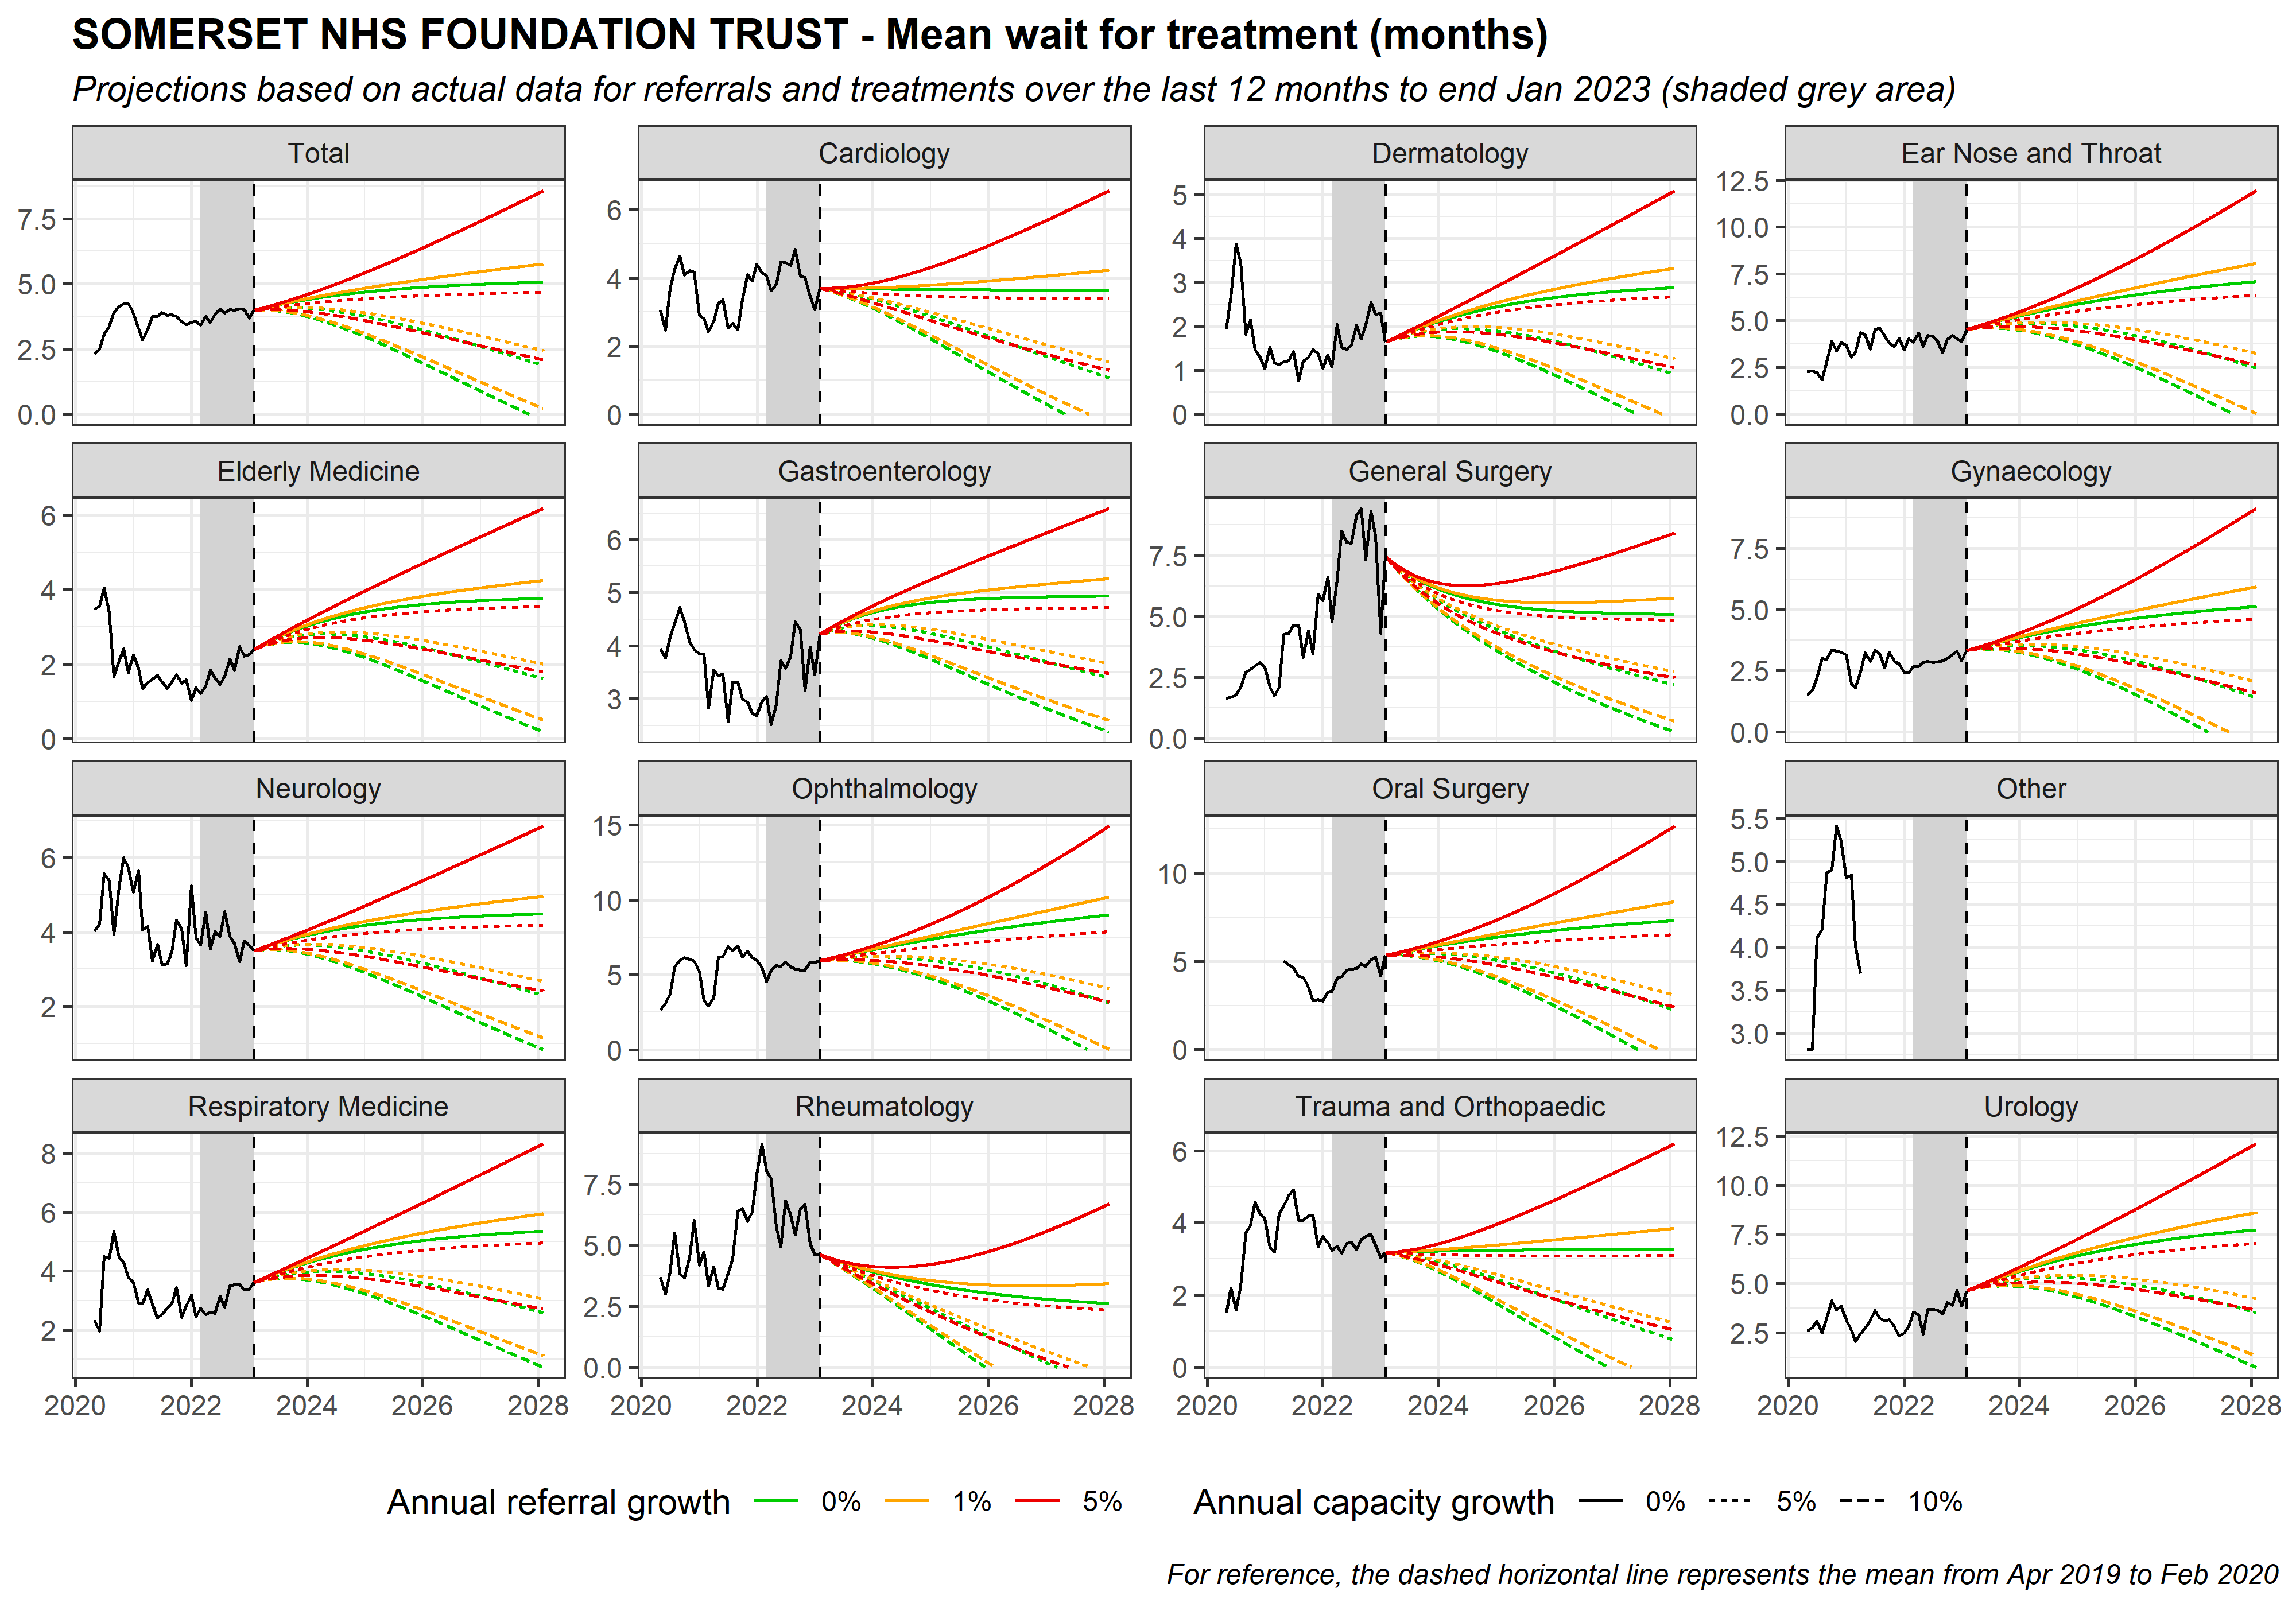 SOMERSET NHS FOUNDATION TRUST - Mean wait for treatment (months)
Projections based on actual data for referrals and treatments over the last 12 months to end Jan 2023 (shaded grey area)
Total
Cardiology
Dermatology
Ear Nose and Throat
7.5
5.0
2.5
0.0
6
4
2
0
5
4
3
2
1
0
12.5
10.0
7.5
5.0
2.5
0.0
Elderly Medicine
Gastroenterology
General Surgery
Gynaecology
6
4
2
0
6
5
4
3
7.5
5.0
2.5
0.0
7.5
5.0
2.5
0.0
Neurology
Ophthalmology
Oral Surgery
Other
6
4
2
15
10
5
0
10
5
0
5.5
5.0
4.5
4.0
3.5
3.0
Respiratory Medicine
Rheumatology
Trauma and Orthopaedic
Urology
8
6
4
2
7.5
5.0
2.5
0.0
6
4
2
0
12.5
10.0
7.5
5.0
2.5
2020 2022 2024 2026 2028
2020 2022 2024 2026 2028
2020 2022 2024 2026 2028
2020 2022 2024 2026 2028
Annual referral growth 0% 1% 5%
Annual capacity growth 0% 5% 10%
For reference, the dashed horizontal line represents the mean from Apr 2019 to Feb 2020